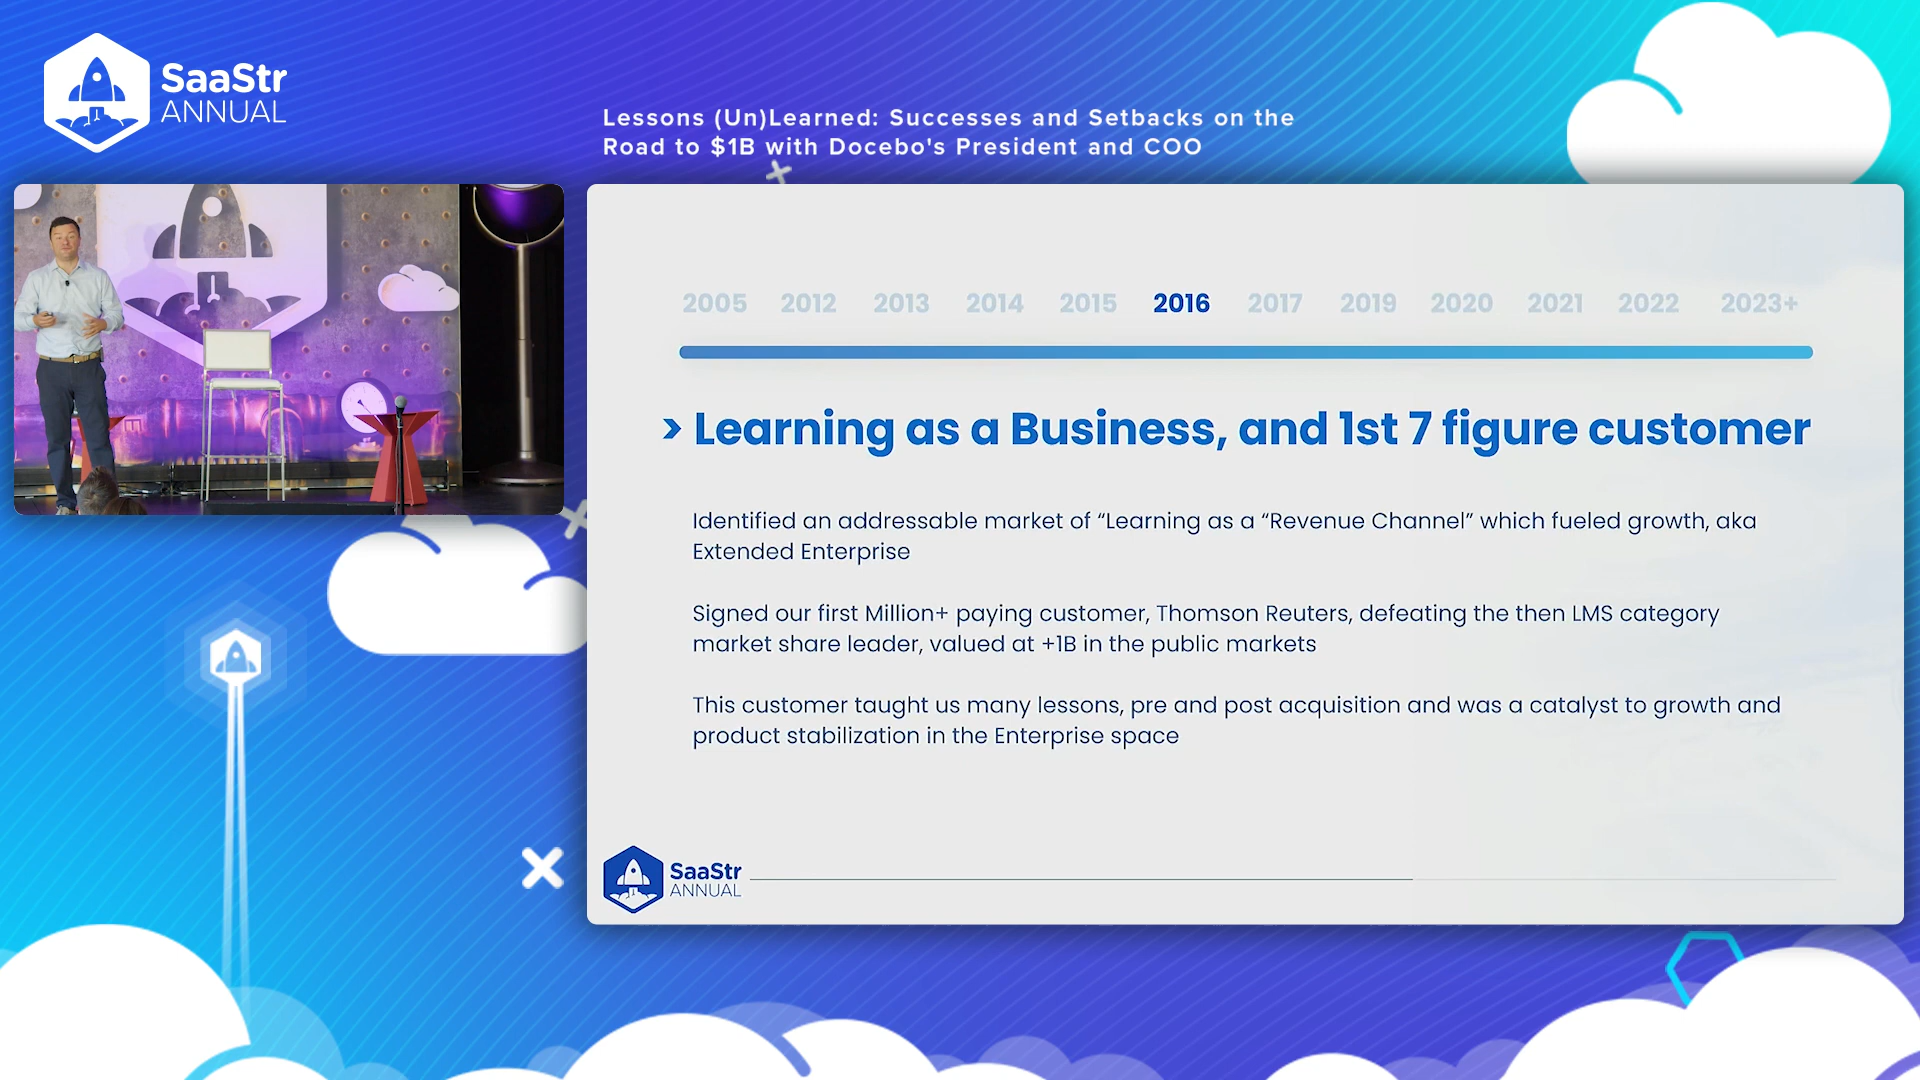 SaaStr
ANNUAL
Lessons (Un)Learned: Successes and Setbacks on the
Road to $1B with Docebo's President and COO
2005 2012 2013 2014 2015 2016 2017 2019 2020 2021 2022 2023+
> Learning as a Business, and 1st 7 figure customer
Identified an addressable market of “Learning as a “Revenue Channel” which fueled growth, aka
Extended Enterprise
Signed our first Million+ paying customer, Thomson Reuters, defeating the then LMS category
market share leader, valued at +1B in the public markets
This customer taught us many lessons, pre and post acquisition and was a catalyst to growth and
product stabilization in the Enterprise space
SaaStr
ANNUAL